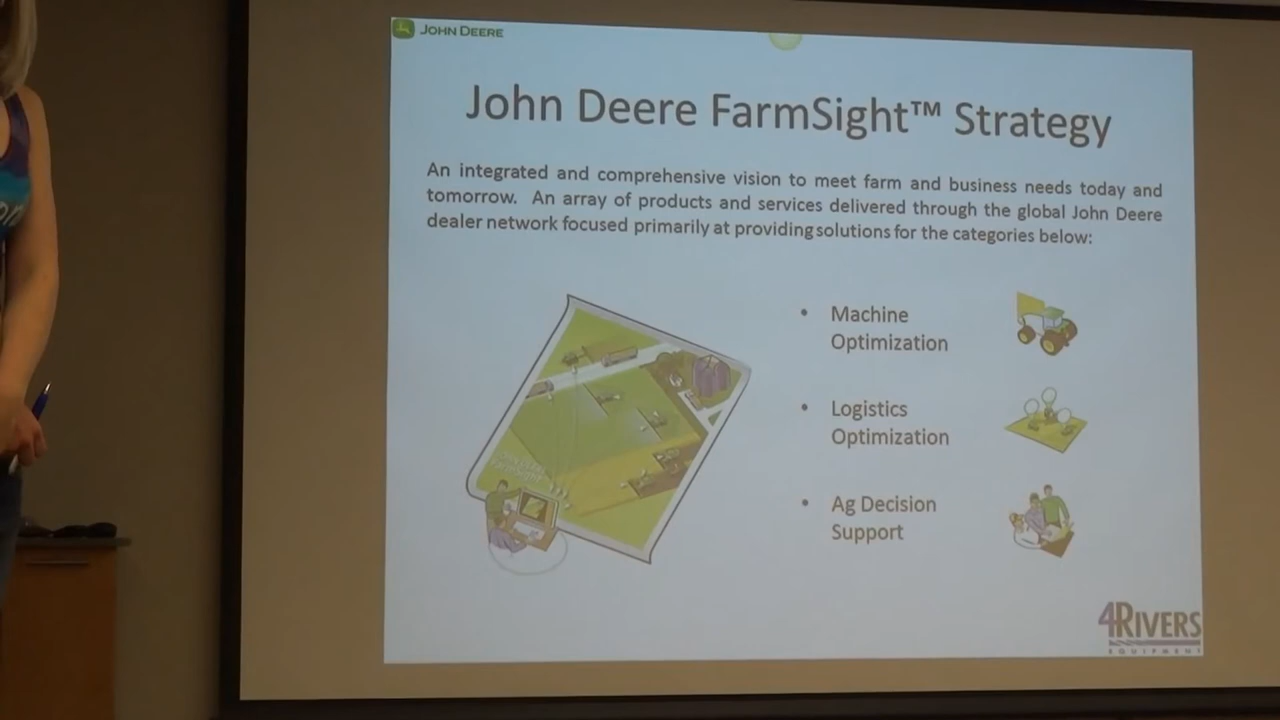 JOHN DEERE
John Deere FarmSight™ Strategy
An integrated and comprehensive vision to meet farm and business needs today and
tomorrow. An array of products and services delivered through the global John Deere
dealer network focused primarily at providing solutions for the categories below:
• Machine
Optimization
• Logistics
Optimization
• Ag Decision
Support
4RIVERS
EQUIPMENT